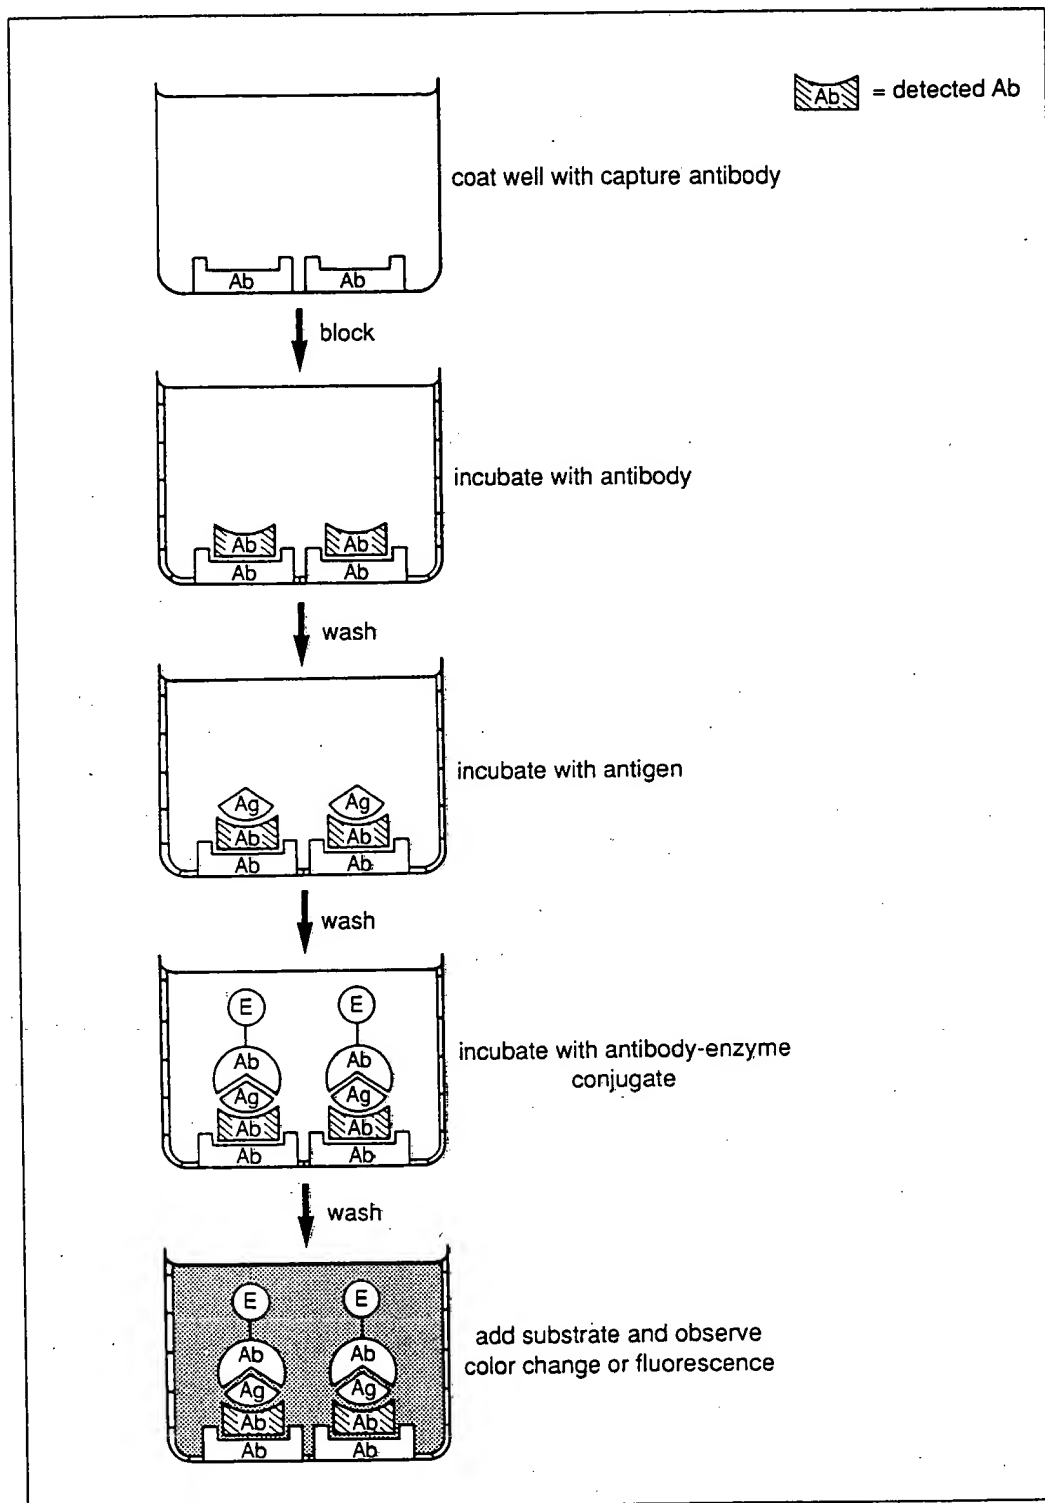 Ab = detected Ab
coat well with capture antibody
Ab Ab
block
incubate with antibody
Ab Ab
Ab Ab
wash
incubate with antigen
Ag Ag
Ab Ab
Ab Ab
wash
E E
incubate with antibody-enzyme
conjugate
Ab Ab
Ag Ag
Ab Ab
Ab Ab
wash
E E
add substrate and observe
color change or fluorescence
Ab Ab
Ag Ag
Ab Ab
Ab Ab